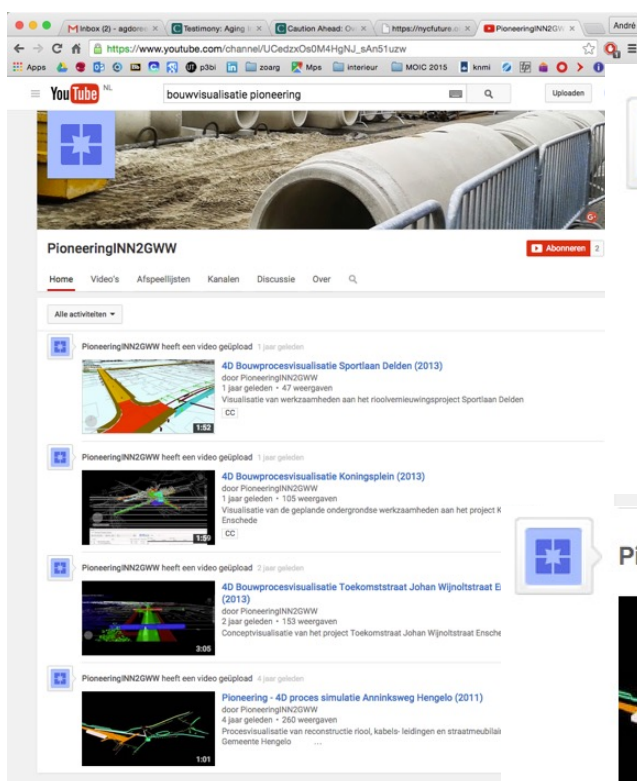 Inbox (2) - agdores
Testimony: Aging I
Caution Ahead: Ov
https://nycfuture.o
PioneeringINN2GW
André
https://www.youtube.com/channel/UCedzxOs0M4HgNJ_sAn51uzw
Apps
p3bi
zoarg
Mps
interieur
MOIC 2015
knmi
YouTube NL
bouwvisualisatie pioneering
Uploaden
PioneeringINN2GWW
Abonneren 2
Home Video's Afspeellijsten Kanalen Discussie Over
Alle activiteiten
PioneeringINN2GWW heeft een video geüpload 1 jaar geleden
4D Bouwprocesvisualisatie Sportlaan Delden (2013)
door PioneeringINN2GWW
1 jaar geleden • 47 weergaven
Visualisatie van werkzaamheden aan het rioolvernieuwingsproject Sportlaan Delden
CC
1:52
PioneeringINN2GWW heeft een video geüpload 1 jaar geleden
4D Bouwprocesvisualisatie Koningsplein (2013)
door PioneeringINN2GWW
1 jaar geleden • 105 weergaven
Visualisatie van de geplande ondergrondse werkzaamheden aan het project K
Enschede
CC
1:59
PioneeringINN2GWW heeft een video geüpload 2 jaar geleden
4D Bouwprocesvisualisatie Toekomststraat Johan Wijnoltstraat E
(2013)
door PioneeringINN2GWW
2 jaar geleden • 153 weergaven
Conceptvisualisatie van het project Toekomstraat Johan Wijnoltstraat Ensche
3:05
PioneeringINN2GWW heeft een video geüpload 4 jaar geleden
Pioneering - 4D proces simulatie Anninksweg Hengelo (2011)
door PioneeringINN2GWW
4 jaar geleden • 260 weergaven
Procesvisualisatie van reconstructie riool, kabels- leidingen en straatmeubilai
Gemeente Hengelo ...
1:01
Pi